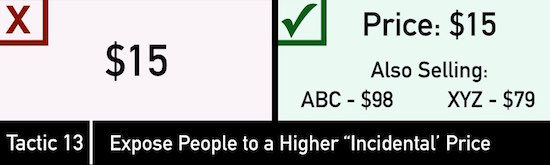 X
$15
✓
Price: $15
Also Selling:
ABC - $98 XYZ - $79
Tactic 13 Expose People to a Higher “Incidental’ Price